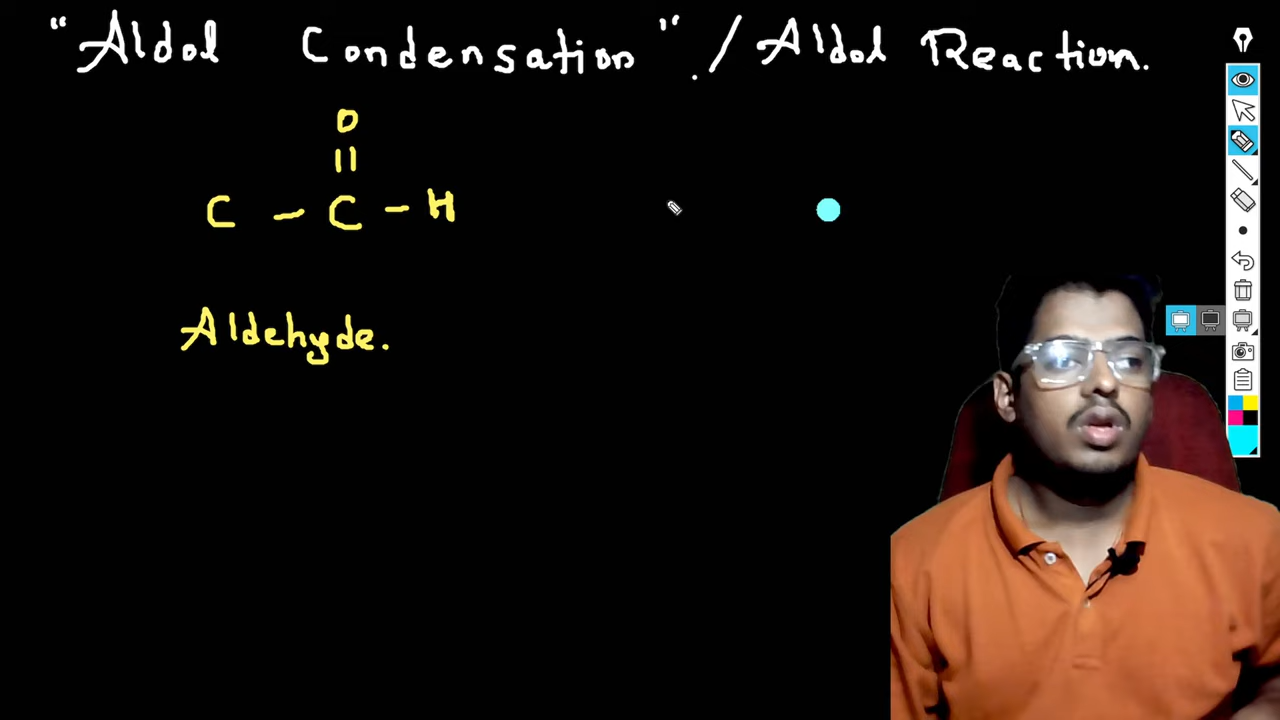 "Aldol Condensation". / Aldol Reaction.
O
||
C - C - H
Aldehyde.